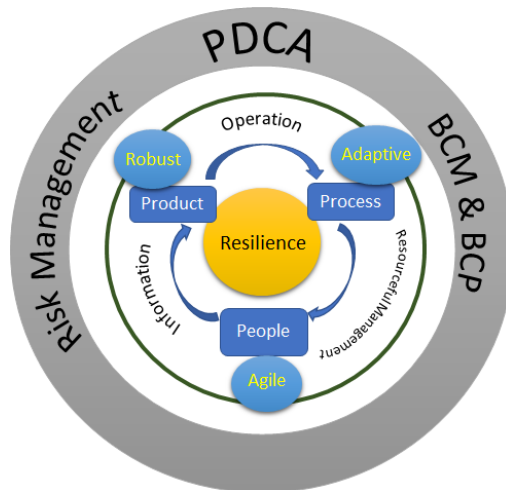 PDCA
Risk Management
BCM & BCP
Operation
Robust
Adaptive
Product
Process
Resilience
Information
ResourcefulManagement
People
Agile